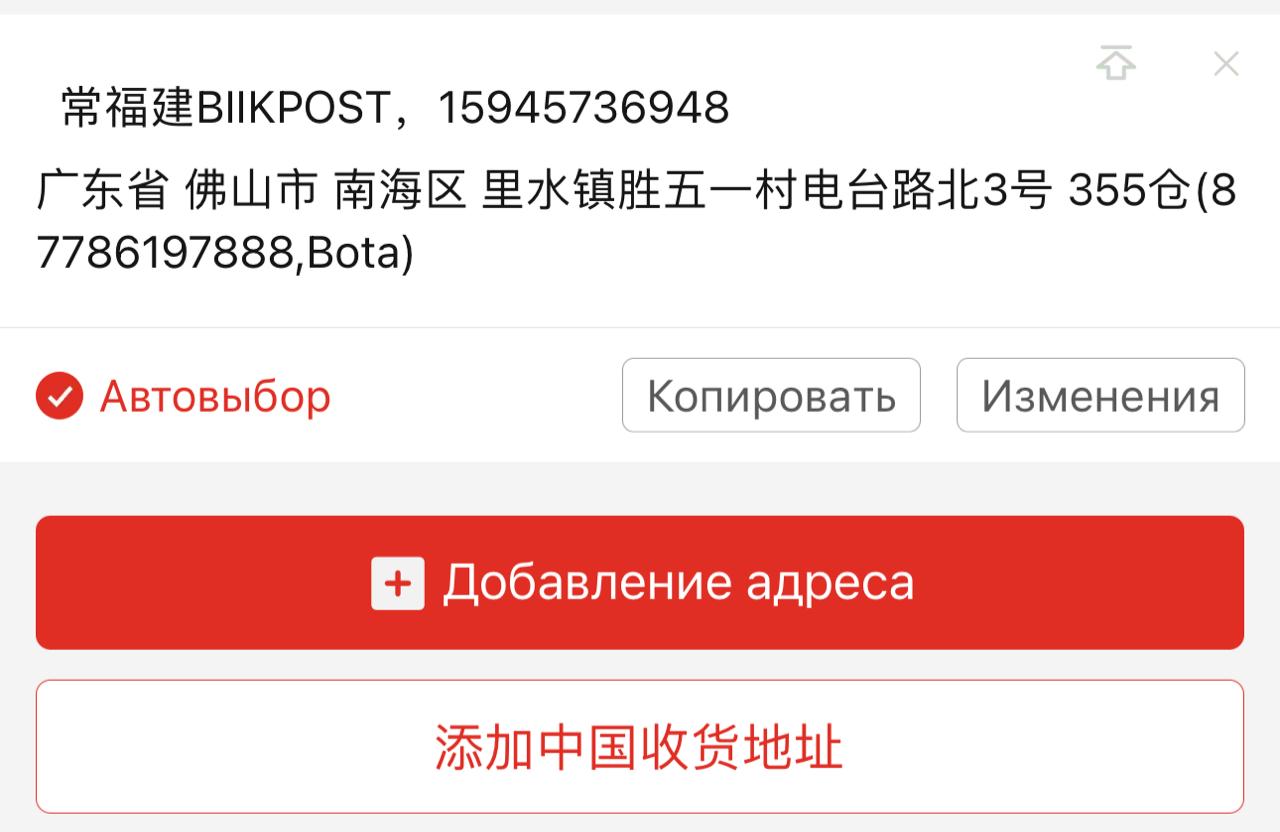 常福建BIIKPOST，15945736948
广东省 佛山市 南海区 里水镇胜五一村电台路北3号 355仓(8
7786197888,Bota)
Автовыбор
Копировать
Изменения
Добавление адреса
添加中国收货地址